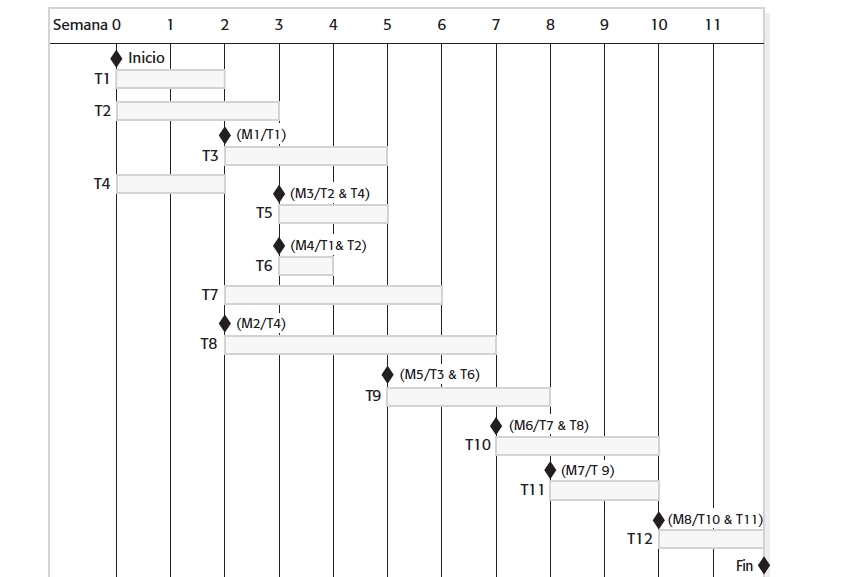 Semana 0 1 2 3 4 5 6 7 8 9 10 11
Inicio
T1
T2
(M1/T1)
T3
T4
(M3/T2 & T4)
T5
(M4/T1& T2)
T6
T7
(M2/T4)
T8
(M5/T3 & T6)
T9
(M6/T7 & T8)
T10
(M7/T 9)
T11
(M8/T10 & T11)
T12
Fin